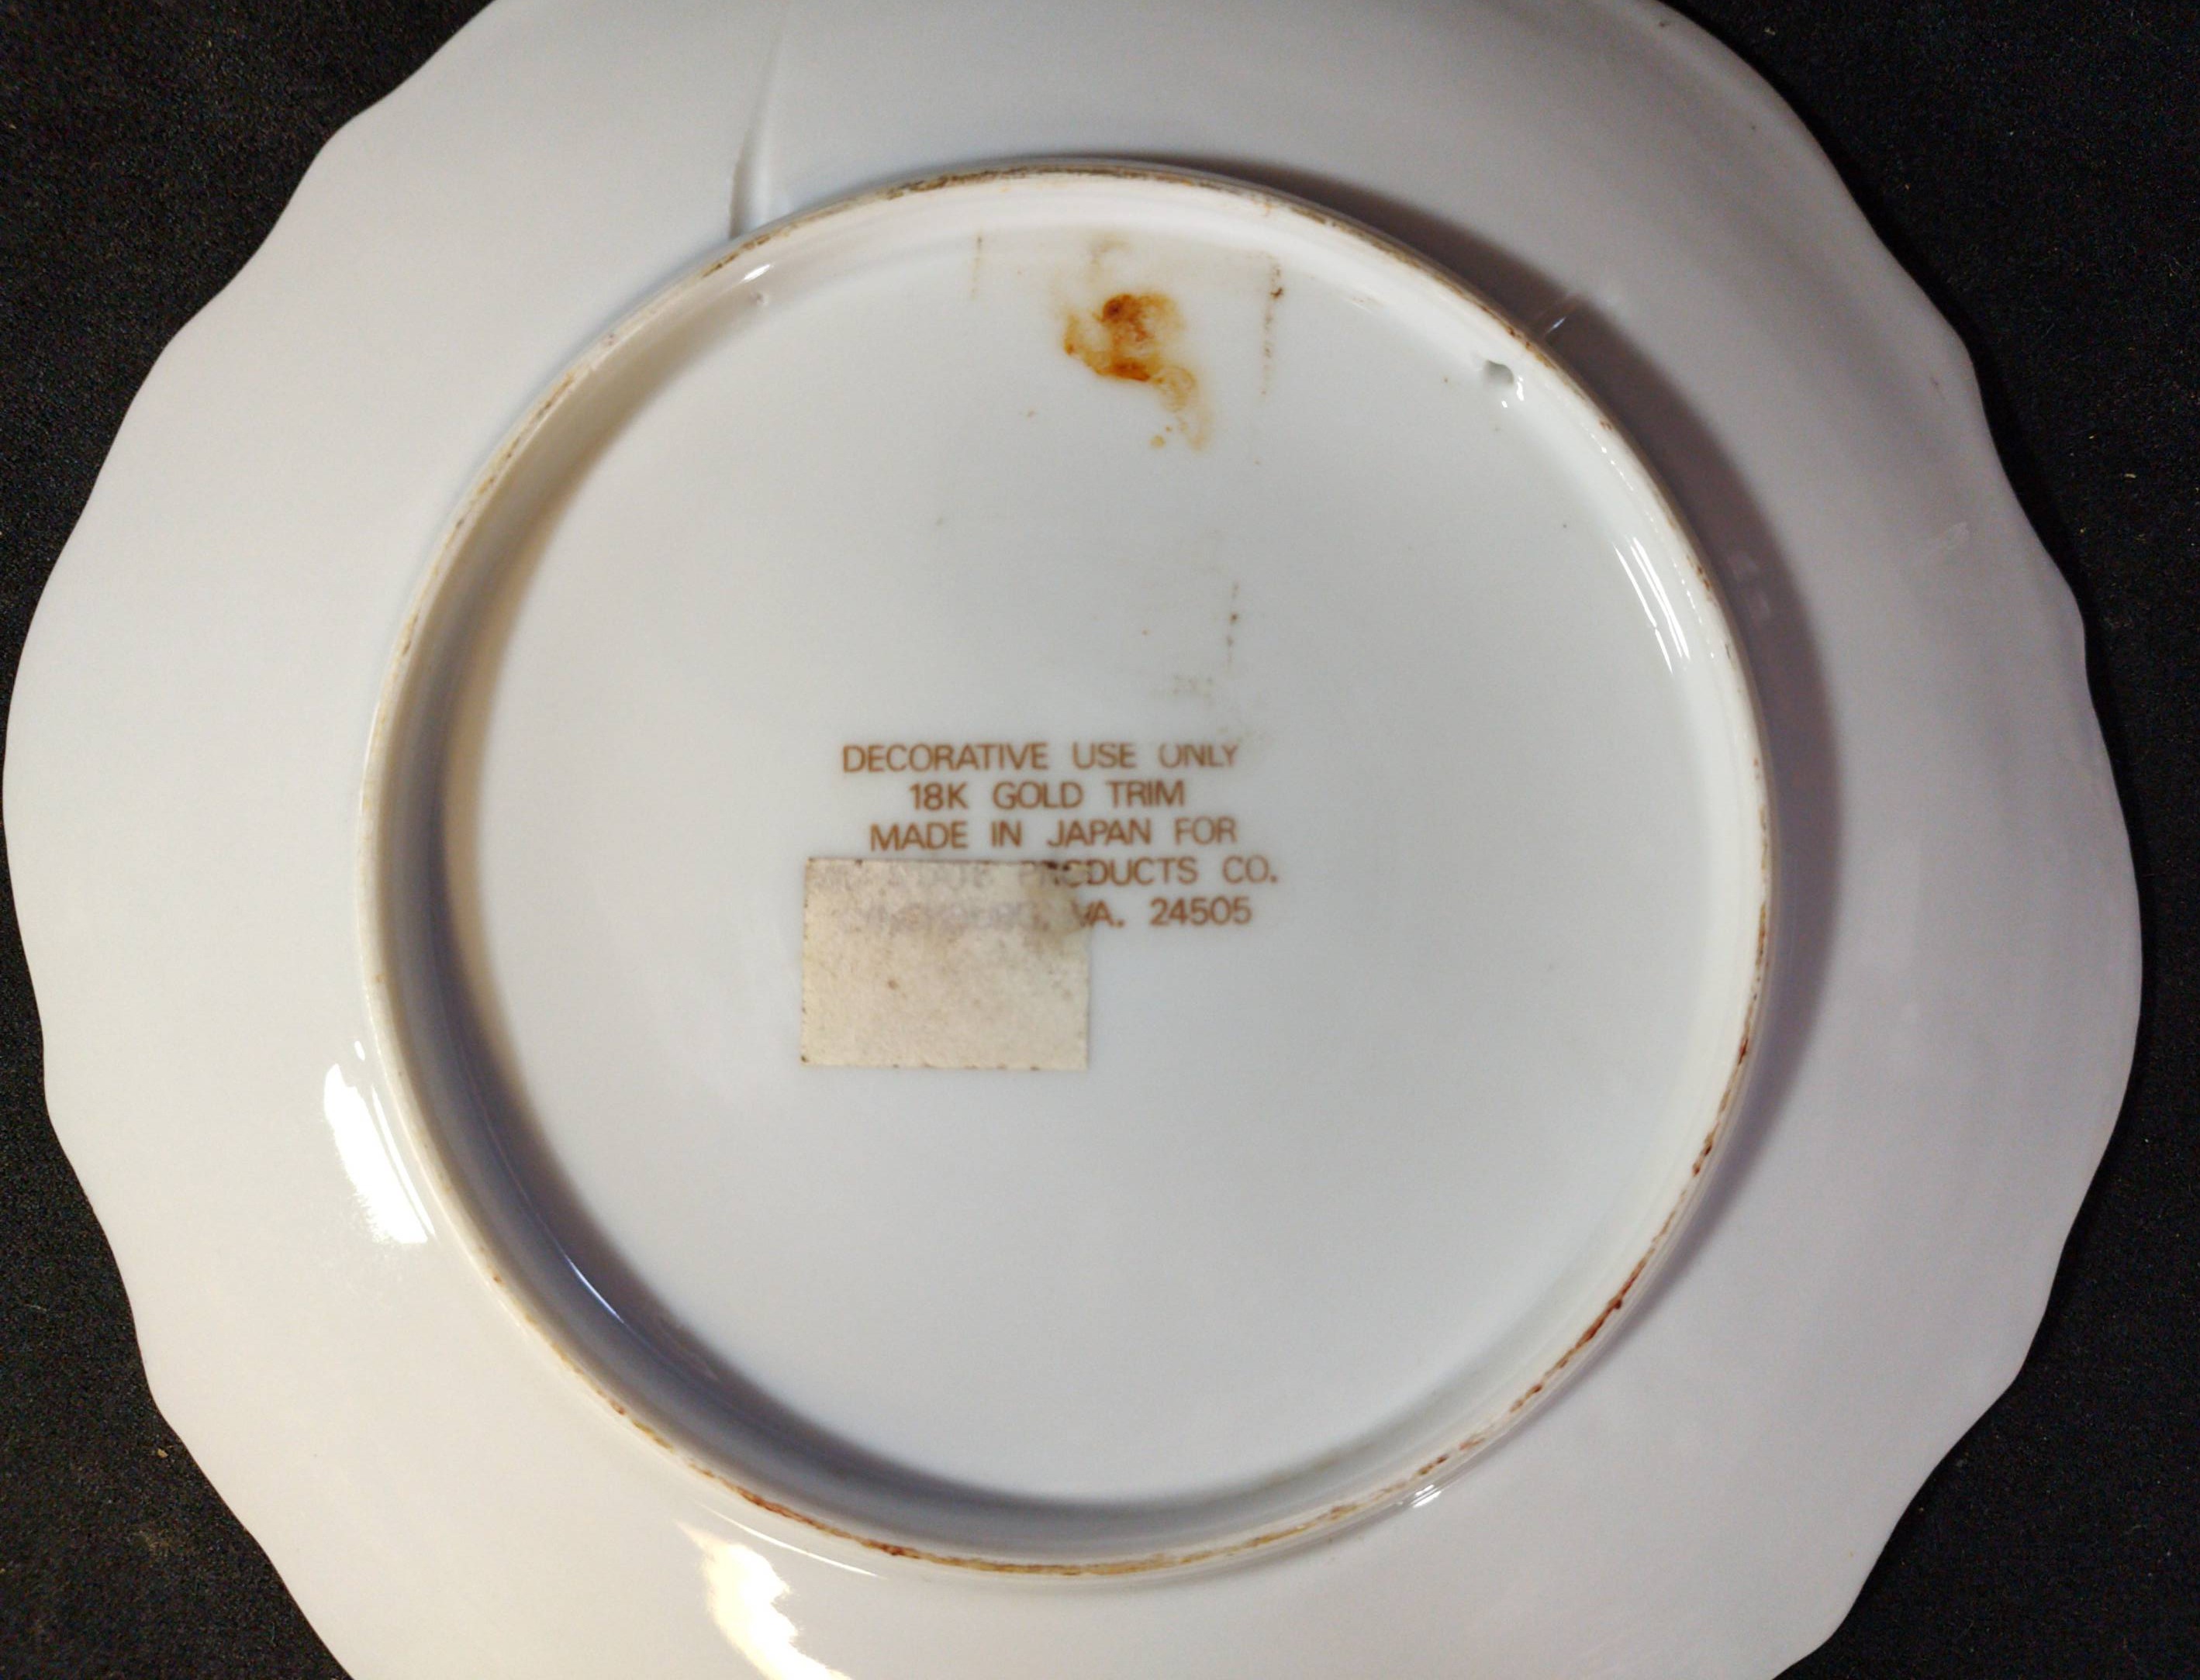 DECORATIVE USE ONLY
18K GOLD TRIM
MADE IN JAPAN FOR
PRODUCTS CO.
VA. 24505